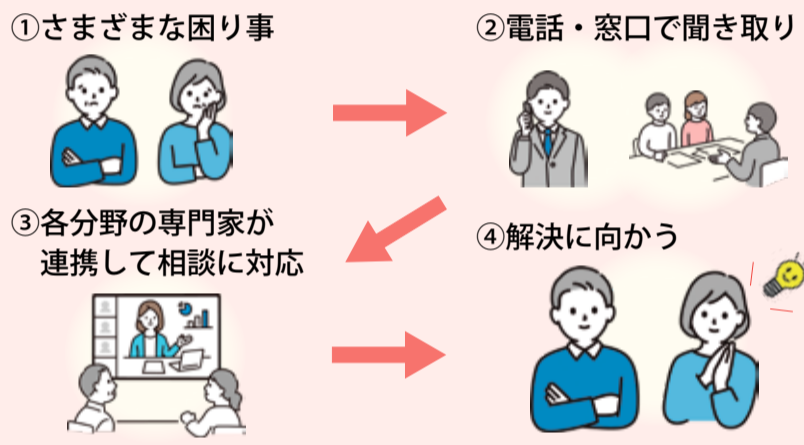 ①さまざまな困り事
②電話・窓口で聞き取り
③各分野の専門家が
連携して相談に対応
④解決に向かう